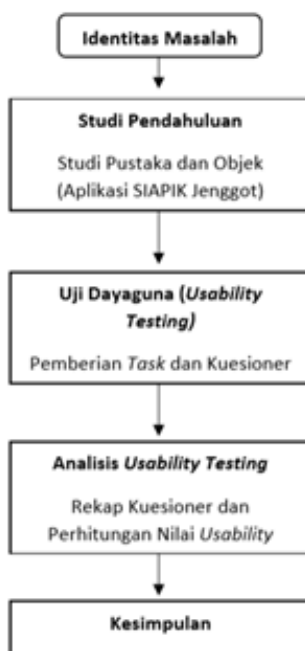 Identitas Masalah
Studi Pendahuluan
Studi Pustaka dan Objek
(Aplikasi SIAPIK Jenggot)
Uji Dayaguna (Usability
Testing)
Pemberian Task dan Kuesioner
Analisis Usability Testing
Rekap Kuesioner dan
Perhitungan Nilai Usability
Kesimpulan